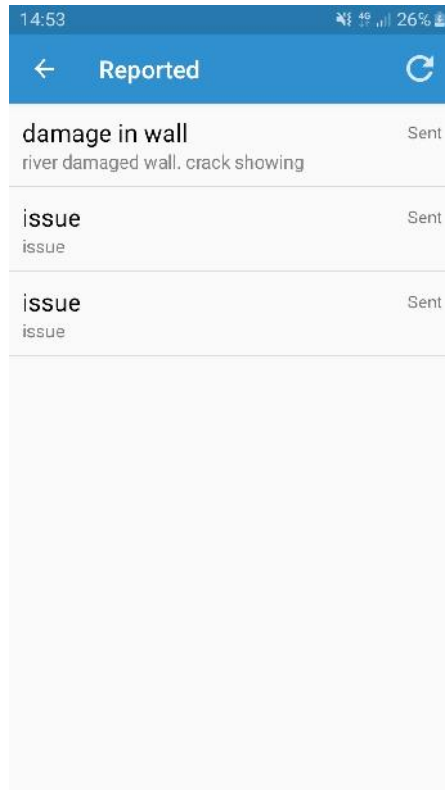 14:53
4G
26%
Reported
damage in wall
Sent
river damaged wall. crack showing
issue
Sent
issue
issue
Sent
issue